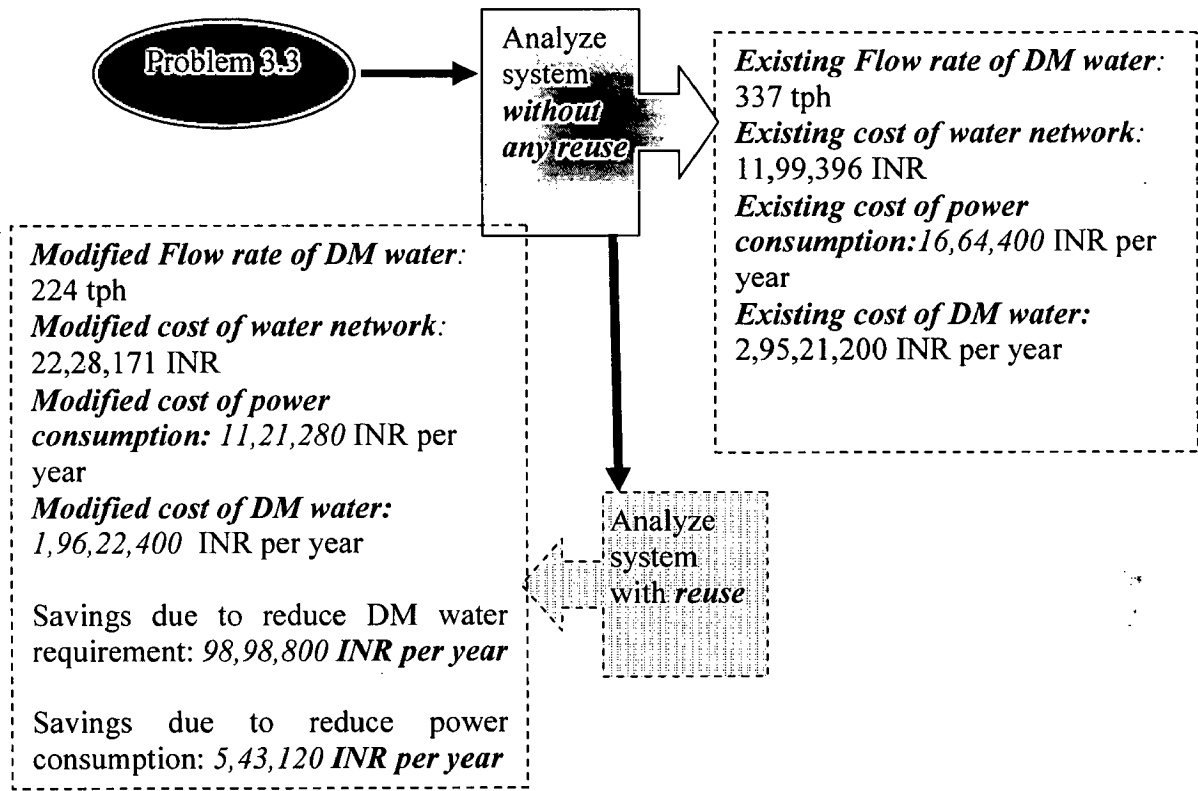 Problem 3.3
Analyze
system
without
any reuse
Existing Flow rate of DM water:
337 tph
Existing cost of water network:
11,99,396 INR
Existing cost of power
consumption:16,64,400 INR per
year
Existing cost of DM water:
2,95,21,200 INR per year
Modified Flow rate of DM water:
224 tph
Modified cost of water network:
22,28,171 INR
Modified cost of power
consumption: 11,21,280 INR per
year
Modified cost of DM water:
1,96,22,400 INR per year
Savings due to reduce DM water
requirement: 98,98,800 INR per year
Savings due to reduce power
consumption: 5,43,120 INR per year
Analyze
system
with reuse